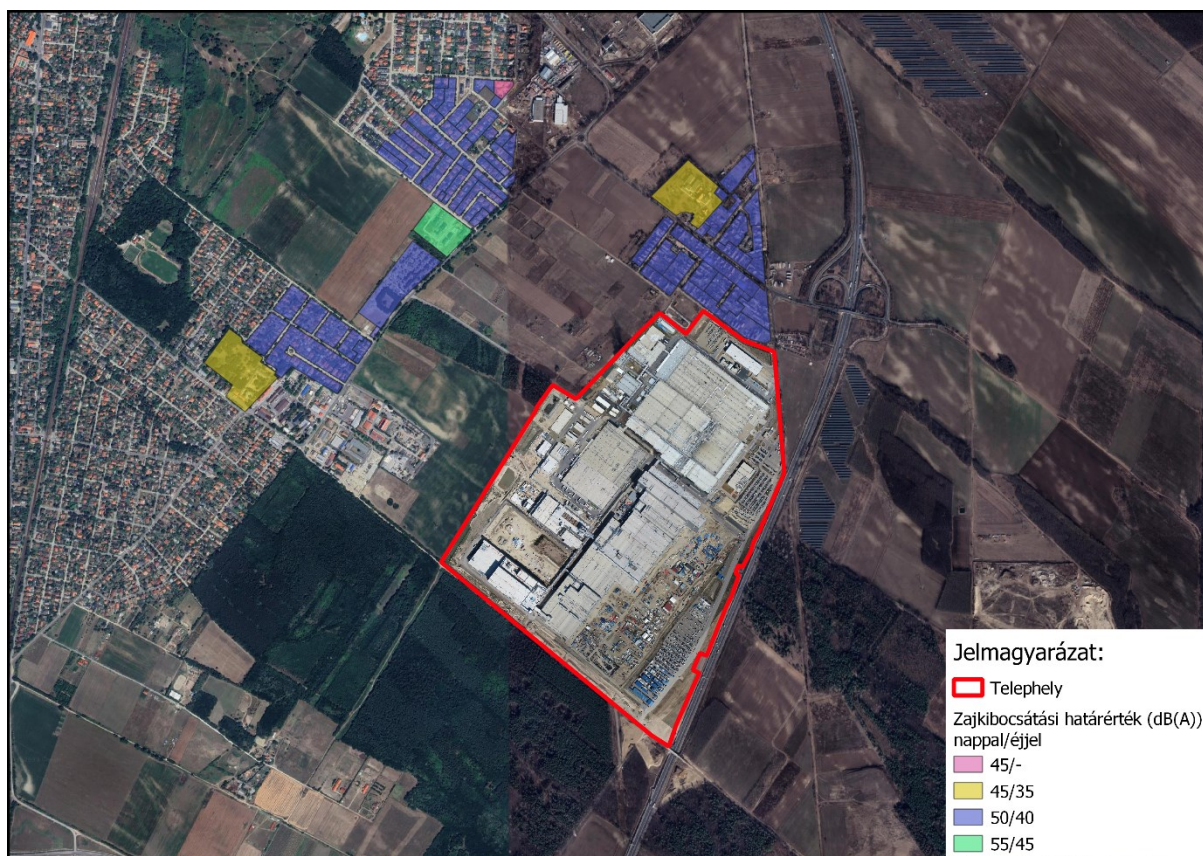 Jelmagyarázat:
Telephely
Zajkibocsátási határérték (dB(A))
nappal/éjjel
45/-
45/35
50/40
55/45